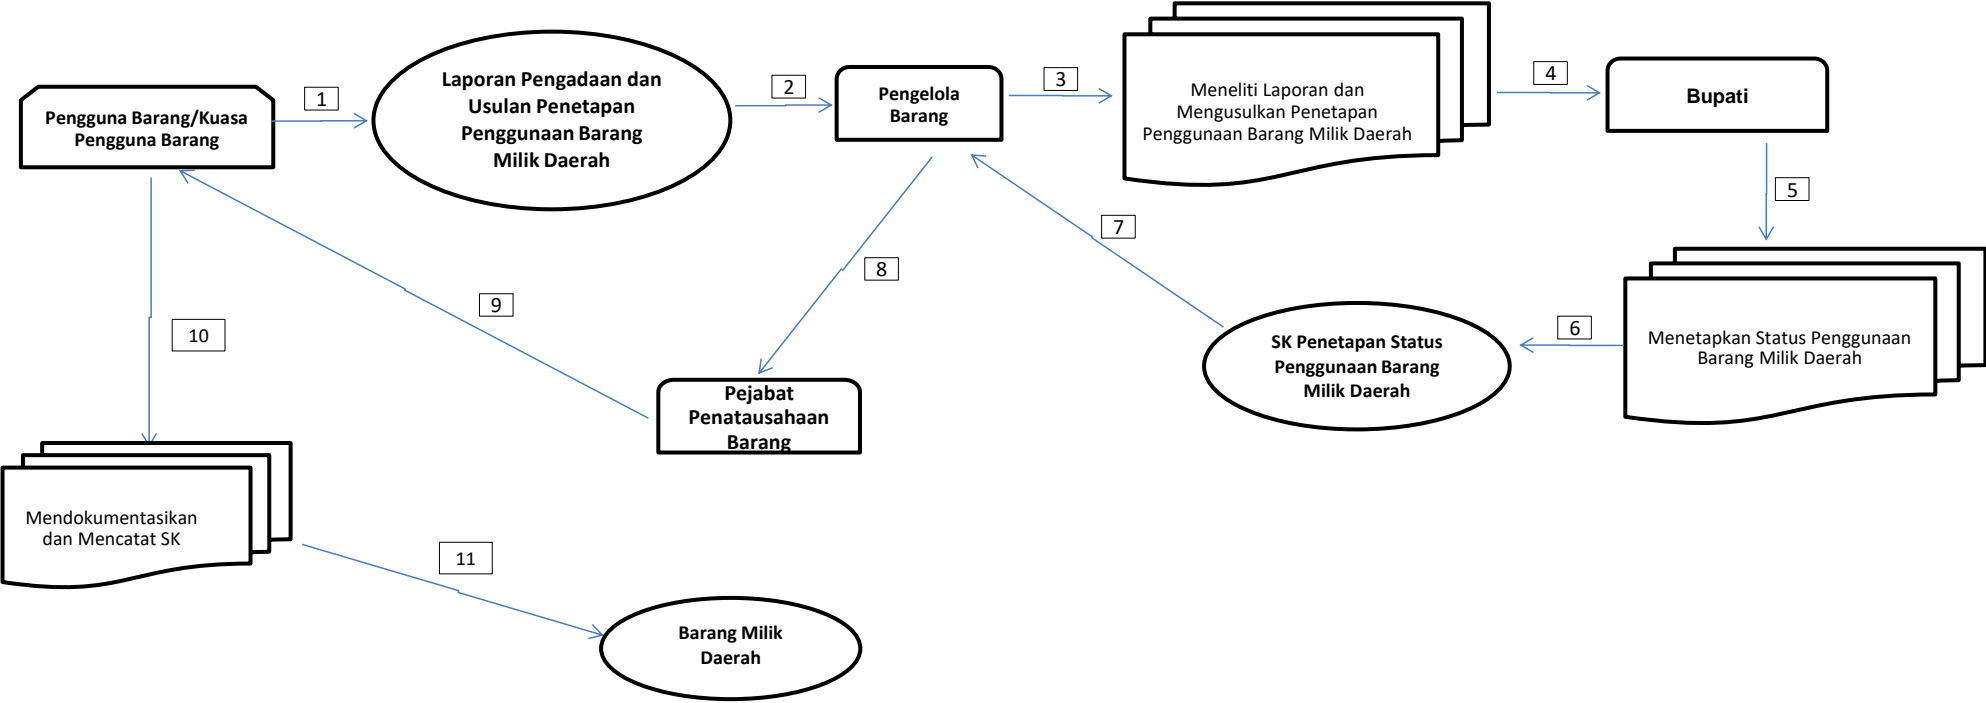 Pengguna Barang/Kuasa
Pengguna Barang
1
Laporan Pengadaan dan
Usulan Penetapan
Penggunaan Barang
Milik Daerah
2
Pengelola
Barang
3
Meneliti Laporan dan
Mengusulkan Penetapan
Penggunaan Barang Milik Daerah
4
Bupati
5
Menetapkan Status Penggunaan
Barang Milik Daerah
6
SK Penetapan Status
Penggunaan Barang
Milik Daerah
7
8
Pejabat
Penatausahaan
Barang
9
10
Mendokumentasikan
dan Mencatat SK
11
Barang Milik
Daerah